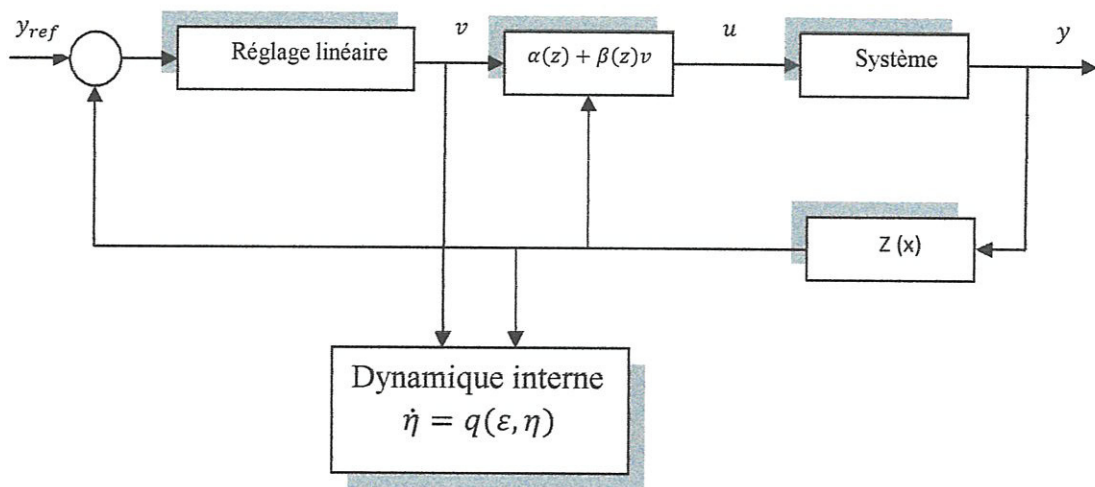 y_ref
Réglage linéaire
v
α(z) + β(z)v
u
Système
y
Z (x)
Dynamique interne
η̇ = q(ε, η)